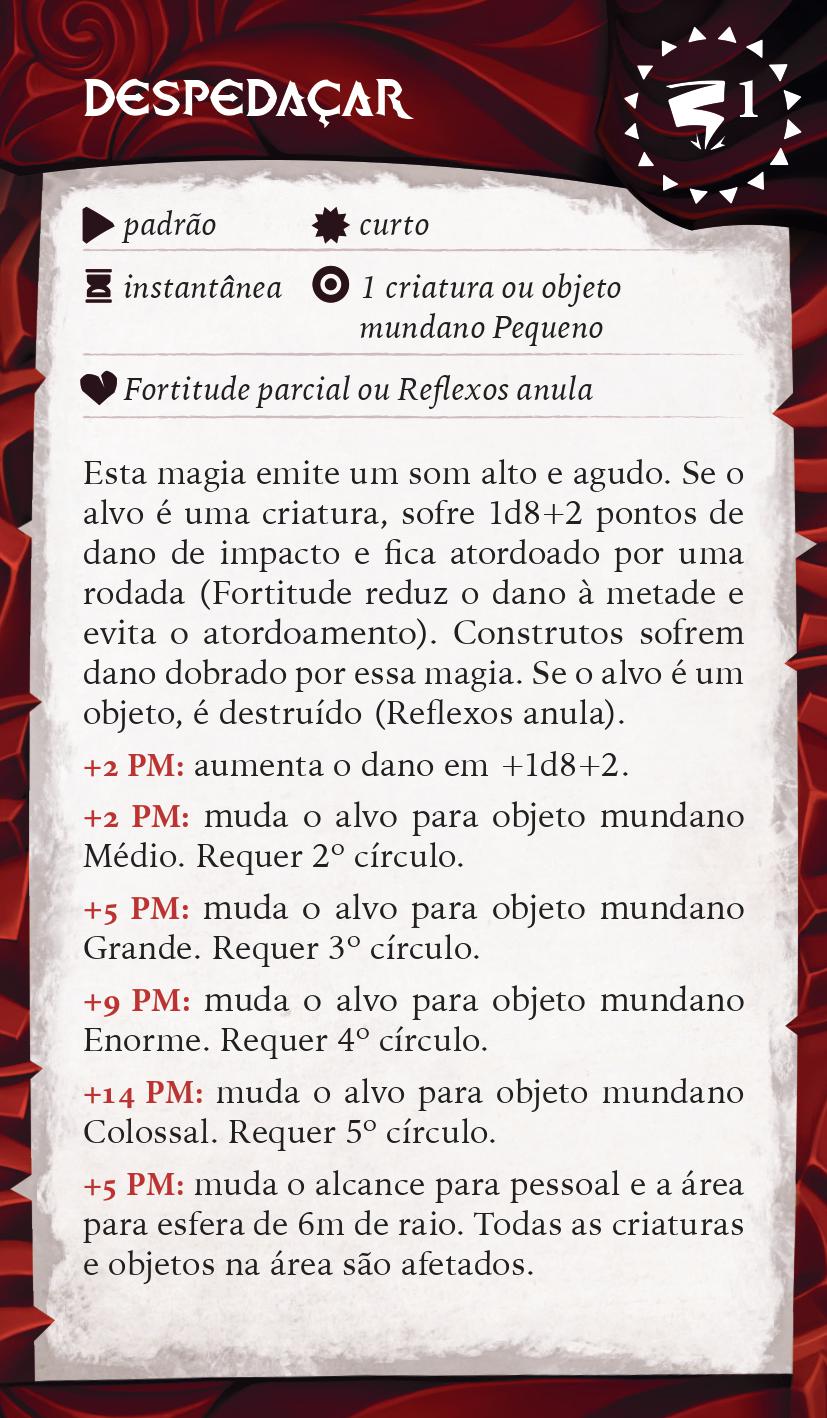 DESPEDAÇAR
1
padrão
curto
instantânea
1 criatura ou objeto
mundano Pequeno
Fortitude parcial ou Reflexos anula
Esta magia emite um som alto e agudo. Se o
alvo é uma criatura, sofre 1d8+2 pontos de
dano de impacto e fica atordoado por uma
rodada (Fortitude reduz o dano à metade e
evita o atordoamento). Construtos sofrem
dano dobrado por essa magia. Se o alvo é um
objeto, é destruído (Reflexos anula).
+2 PM: aumenta o dano em +1d8+2.
+2 PM: muda o alvo para objeto mundano
Médio. Requer 2º círculo.
+5 PM: muda o alvo para objeto mundano
Grande. Requer 3º círculo.
+9 PM: muda o alvo para objeto mundano
Enorme. Requer 4º círculo.
+14 PM: muda o alvo para objeto mundano
Colossal. Requer 5º círculo.
+5 PM: muda o alcance para pessoal e a área
para esfera de 6m de raio. Todas as criaturas
e objetos na área são afetados.